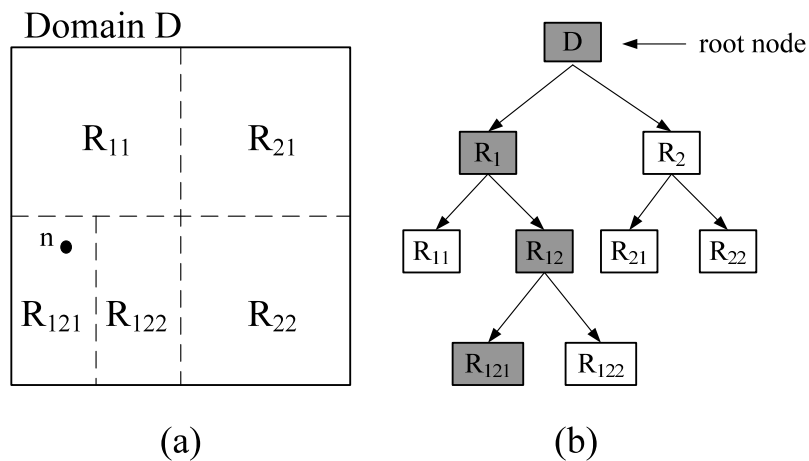 Domain D
R₁₁ R₂₁
n
R₁₂₁ R₁₂₂ R₂₂
(a)
D root node
R₁ R₂
R₁₁ R₁₂ R₂₁ R₂₂
R₁₂₁ R₁₂₂
(b)